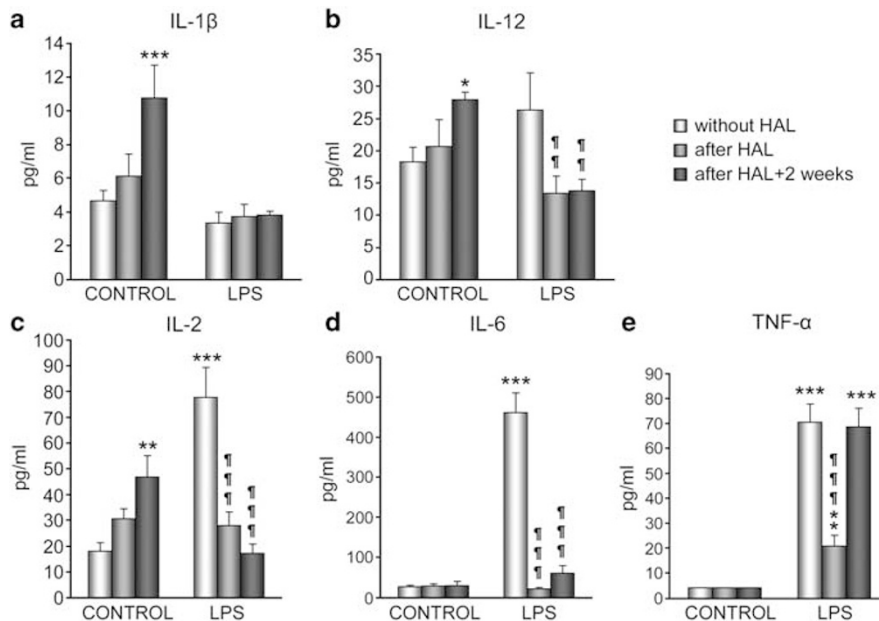 a
IL-1β
14
12
10
8
6
4
2
0
pg/ml
***
CONTROL
LPS
b
IL-12
35
30
25
20
15
10
5
0
pg/ml
*
¶¶
¶¶
CONTROL
LPS
without HAL
after HAL
after HAL+2 weeks
c
IL-2
100
90
80
70
60
50
40
30
20
10
0
pg/ml
**
***
¶¶¶
¶¶¶
CONTROL
LPS
d
IL-6
600
500
400
300
200
100
0
pg/ml
***
¶¶¶
¶¶¶
CONTROL
LPS
e
TNF-α
90
80
70
60
50
40
30
20
10
0
pg/ml
***
¶¶¶**
***
CONTROL
LPS